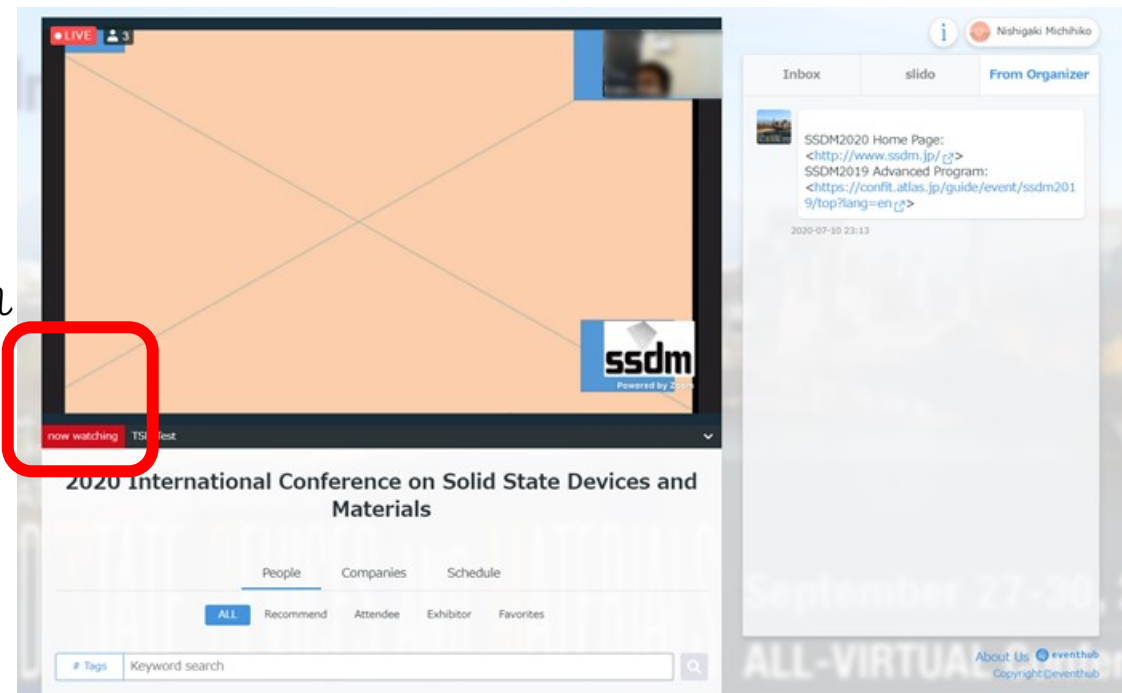 LIVE 3
ssdm
Powered by Zoom
now watching
2020 International Conference on Solid State Devices and
Materials
People Companies Schedule
ALL Recommend Attendee Exhibitor Favorites
# Tags Keyword search
i Nishigaki Michihiko
Inbox slido From Organizer
SSDM2020 Home Page:
<http://www.ssdm.jp/>
SSDM2019 Advanced Program:
<https://confit.atlas.jp/guide/event/ssdm201
9/top?lang=en>
2020-07-10 23:13
September 27-30,
ALL-VIRTUAL
About Us eventhub
Copyright©eventhub